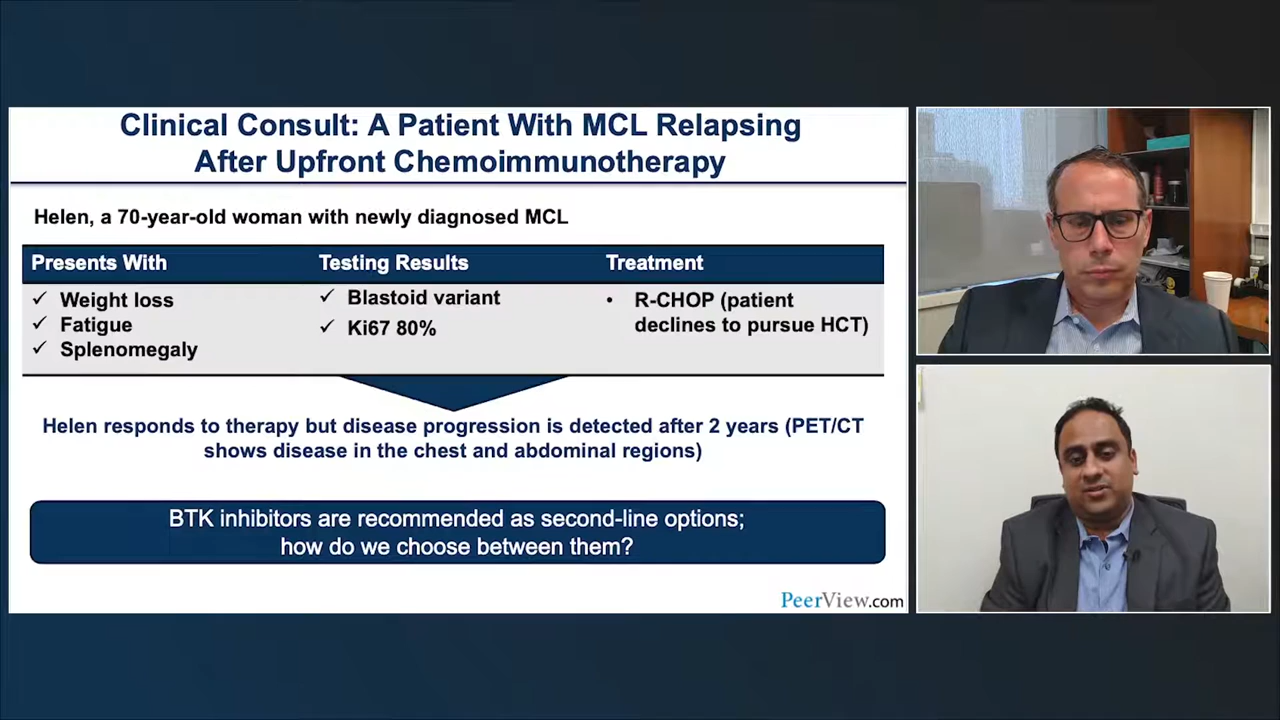 Clinical Consult: A Patient With MCL Relapsing
After Upfront Chemoimmunotherapy
Helen, a 70-year-old woman with newly diagnosed MCL
Presents With
✓ Weight loss
✓ Fatigue
✓ Splenomegaly
Testing Results
✓ Blastoid variant
✓ Ki67 80%
Treatment
• R-CHOP (patient
declines to pursue HCT)
Helen responds to therapy but disease progression is detected after 2 years (PET/CT
shows disease in the chest and abdominal regions)
BTK inhibitors are recommended as second-line options;
how do we choose between them?
PeerView.com